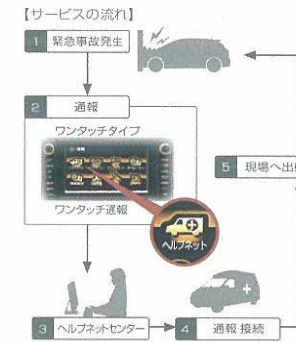 【サービスの流れ】
1 緊急事故発生
2 通報
ワンタッチタイプ
ワンタッチ通報
ヘルプネット
3 ヘルプネットセンター
4 通報 接続
5 現場へ出